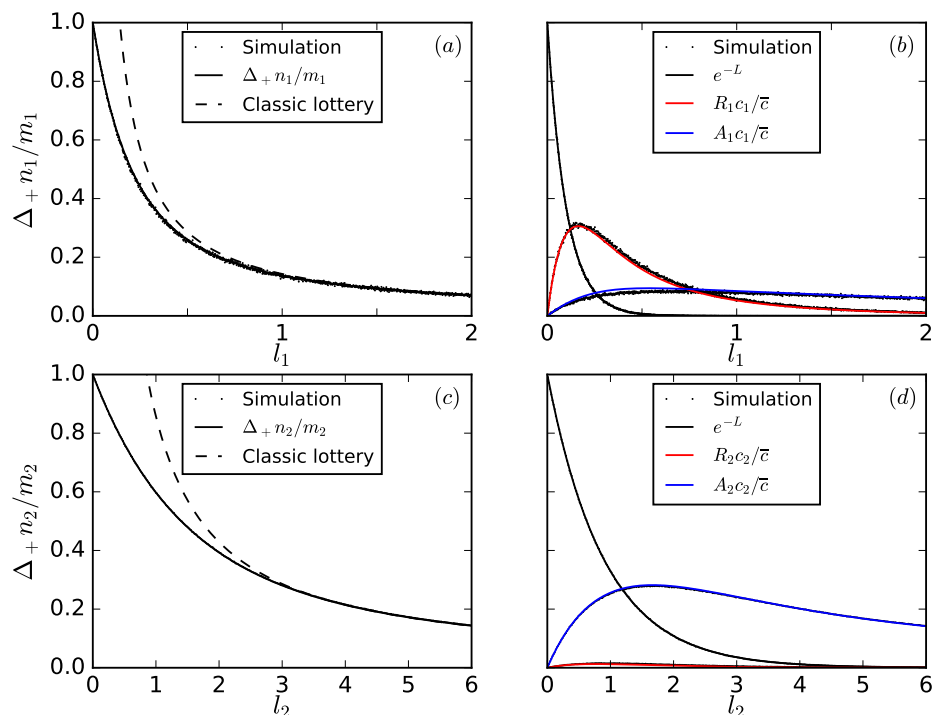 (a)
Simulation
Δ₊n₁/m₁
Classic lottery
1.0
0.8
0.6
0.4
0.2
0.0
Δ₊n₁/m₁
0 1 2
l₁
(b)
Simulation
e^{-L}
R₁c₁/c̅
A₁c₁/c̅
0.0
0 1 2
l₁
(c)
Simulation
Δ₊n₂/m₂
Classic lottery
1.0
0.8
0.6
0.4
0.2
0.0
Δ₊n₂/m₂
0 1 2 3 4 5 6
l₂
(d)
Simulation
e^{-L}
R₂c₂/c̅
A₂c₂/c̅
0 1 2 3 4 5 6
l₂